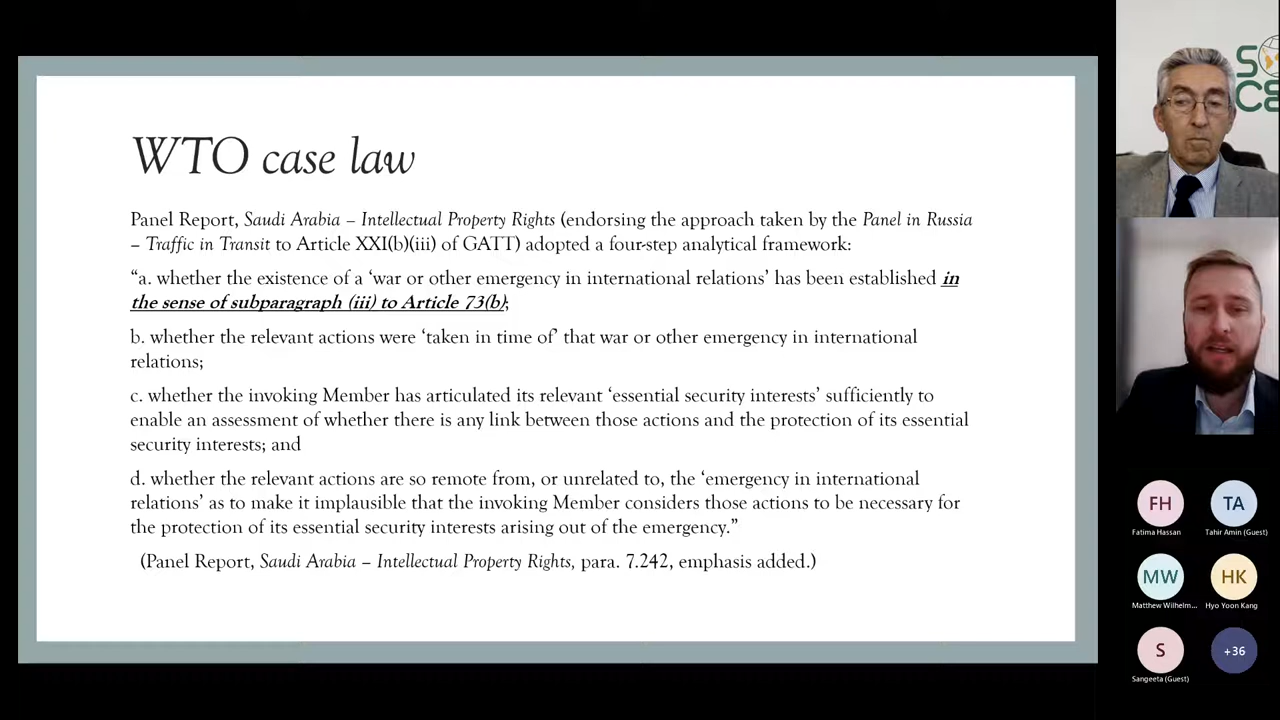 WTO case law
Panel Report, Saudi Arabia – Intellectual Property Rights (endorsing the approach taken by the Panel in Russia
– Traffic in Transit to Article XXI(b)(iii) of GATT) adopted a four-step analytical framework:
“a. whether the existence of a ‘war or other emergency in international relations’ has been established in
the sense of subparagraph (iii) to Article 73(b);
b. whether the relevant actions were ‘taken in time of’ that war or other emergency in international
relations;
c. whether the invoking Member has articulated its relevant ‘essential security interests’ sufficiently to
enable an assessment of whether there is any link between those actions and the protection of its essential
security interests; and
d. whether the relevant actions are so remote from, or unrelated to, the ‘emergency in international
relations’ as to make it implausible that the invoking Member considers those actions to be necessary for
the protection of its essential security interests arising out of the emergency.”
(Panel Report, Saudi Arabia – Intellectual Property Rights, para. 7.242, emphasis added.)
FH
TA
Fatima Hassan
Tahir Amin (Guest)
MW
HK
Matthew Wilhelm...
Hyo Yoon Kang
S
+36
Sangeeta (Guest)